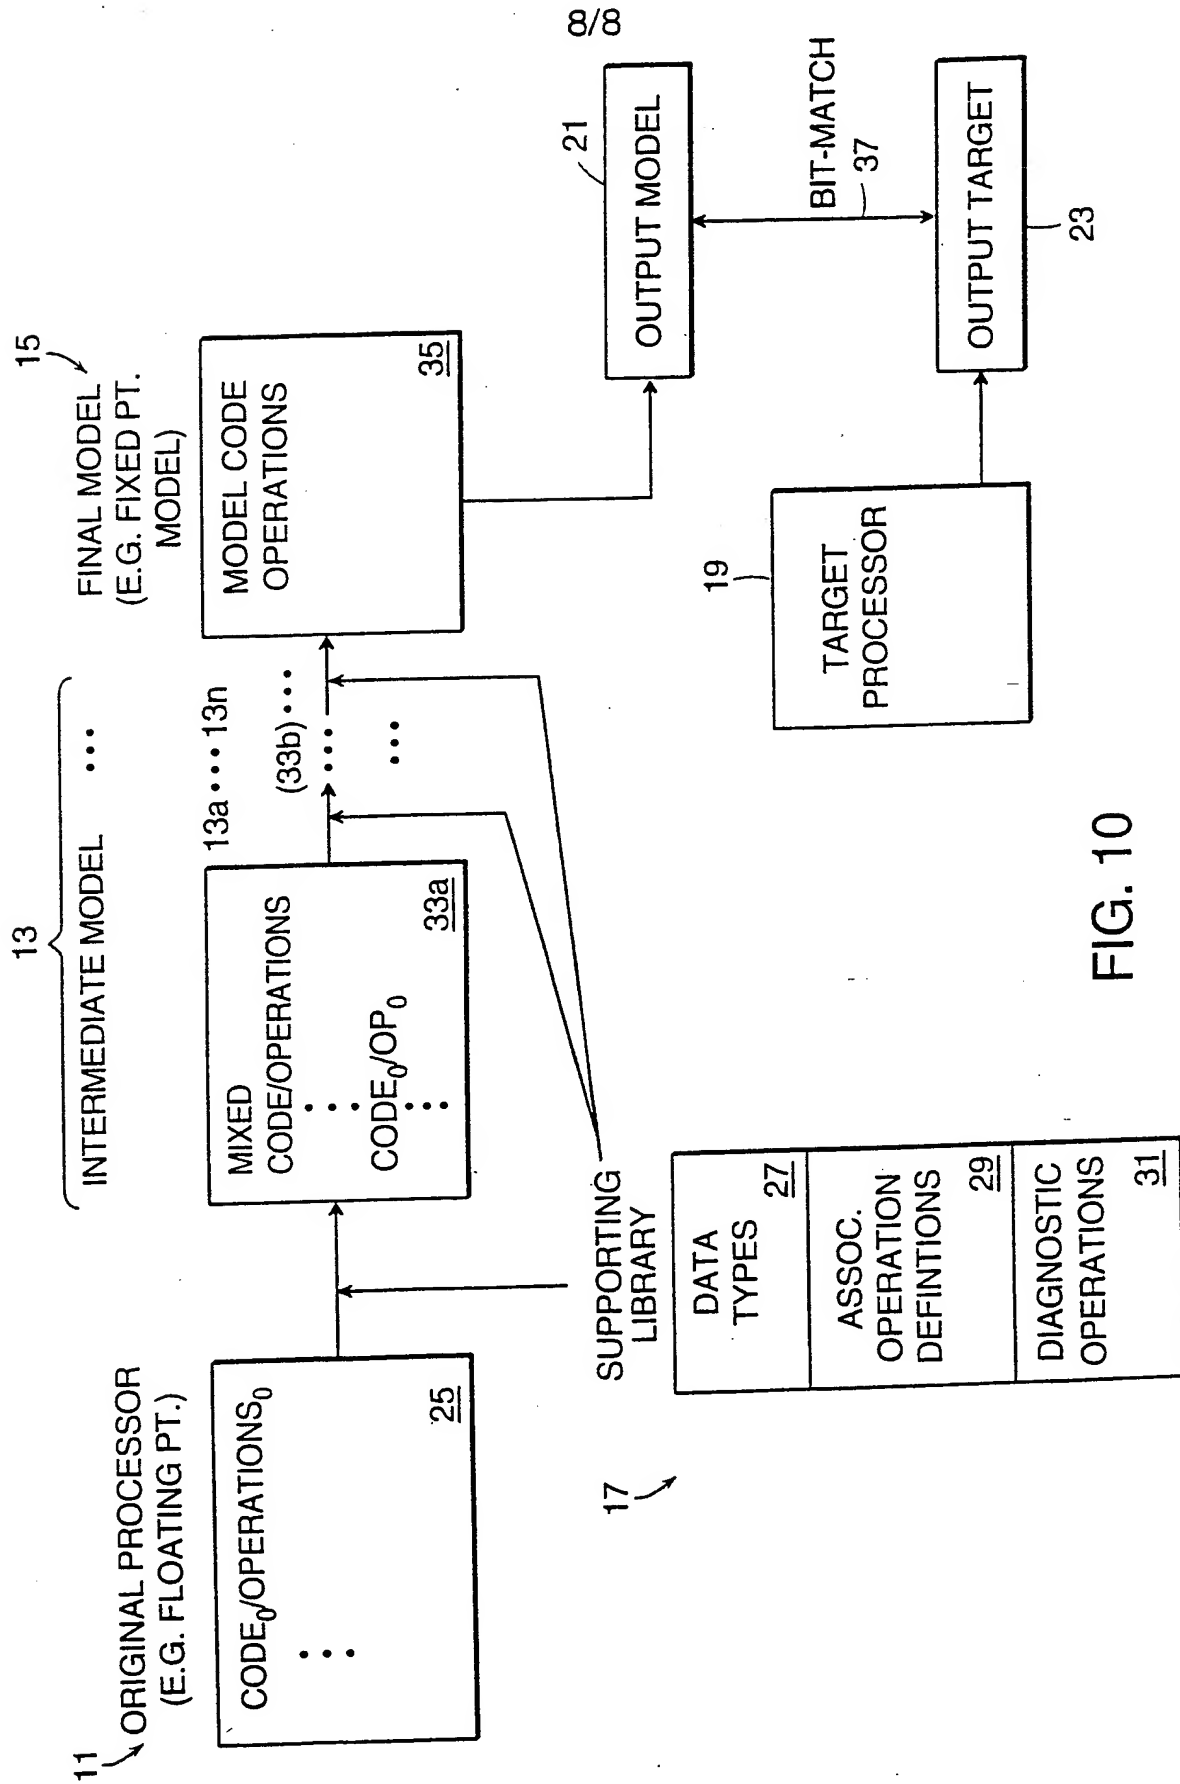 8/8
11
ORIGINAL PROCESSOR
(E.G. FLOATING PT.)
CODE0/OPERATIONS0
•••
25
13
INTERMEDIATE MODEL •••
13a •••• 13n
MIXED
CODE/OPERATIONS
•••
CODE0/OP0
•••
33a
(33b) •••
•••
•••
15
FINAL MODEL
(E.G. FIXED PT.
MODEL)
MODEL CODE
OPERATIONS
35
17
SUPPORTING
LIBRARY
DATA
TYPES
27
ASSOC.
OPERATION
DEFINTIONS
29
DIAGNOSTIC
OPERATIONS
31
19
TARGET
PROCESSOR
21
OUTPUT MODEL
BIT-MATCH
37
OUTPUT TARGET
23
FIG. 10